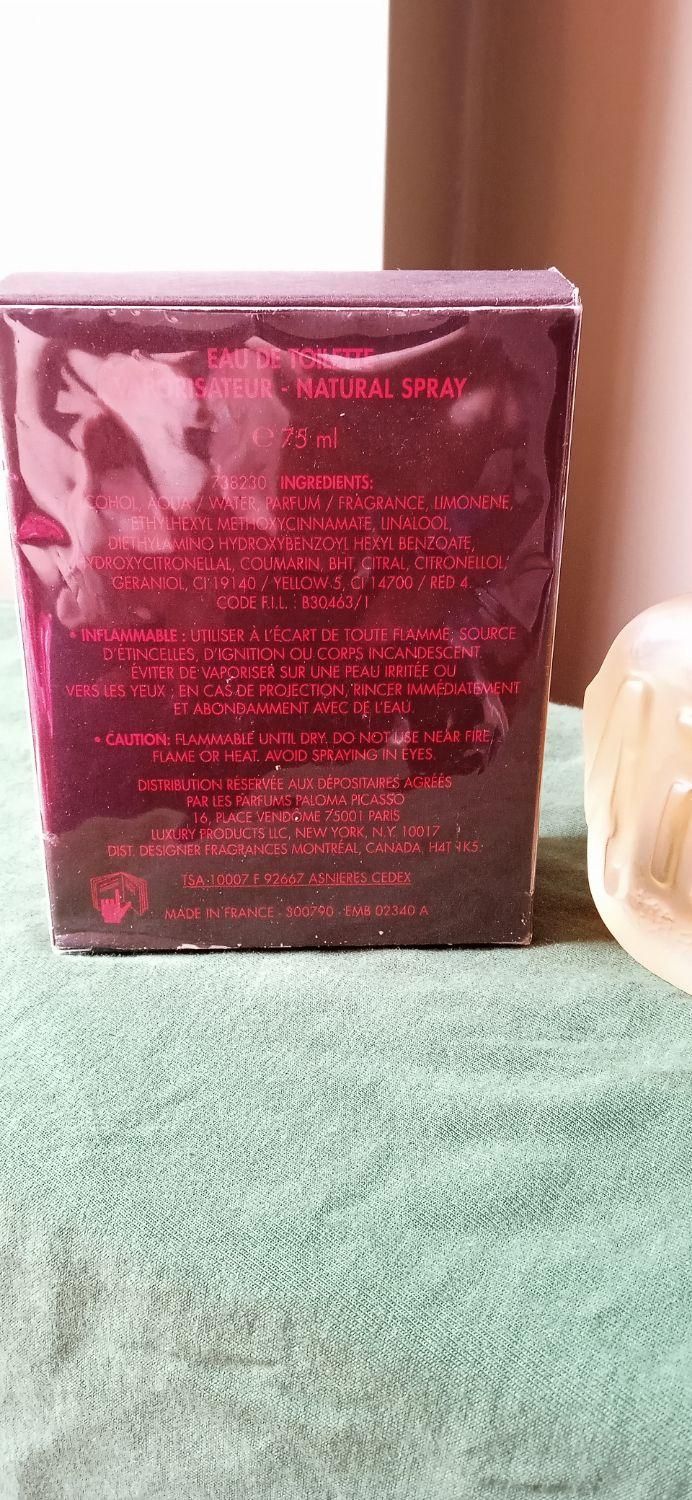 EAU DE TOILETTE
VAPORISATEUR - NATURAL SPRAY
℮ 75 ml
738230 INGREDIENTS:
COHOL, AQUA / WATER, PARFUM / FRAGRANCE, LIMONENE,
ETHYLHEXYL METHOXYCINNAMATE, LINALOOL,
DIETHYLAMINO HYDROXYBENZOYL HEXYL BENZOATE,
YDROXYCITRONELLAL, COUMARIN, BHT, CITRAL, CITRONELLOL,
GERANIOL, CI 19140 / YELLOW 5, CI 14700 / RED 4.
CODE F.I.L. : B30463/1
• INFLAMMABLE : UTILISER À L'ÉCART DE TOUTE FLAMME, SOURCE
D'ÉTINCELLES, D'IGNITION OU CORPS INCANDESCENT.
ÉVITER DE VAPORISER SUR UNE PEAU IRRITÉE OU
VERS LES YEUX ; EN CAS DE PROJECTION, RINCER IMMÉDIATEMENT
ET ABONDAMMENT AVEC DE L'EAU.
• CAUTION: FLAMMABLE UNTIL DRY. DO NOT USE NEAR FIRE,
FLAME OR HEAT. AVOID SPRAYING IN EYES.
DISTRIBUTION RÉSERVÉE AUX DÉPOSITAIRES AGRÉÉS
PAR LES PARFUMS PALOMA PICASSO
16, PLACE VENDÔME 75001 PARIS
LUXURY PRODUCTS LLC, NEW YORK, N.Y. 10017
DIST. DESIGNER FRAGRANCES MONTRÉAL, CANADA, H4T 1K5.
TSA 10007 F 92667 ASNIERES CEDEX
MADE IN FRANCE - 300790 - EMB 02340 A